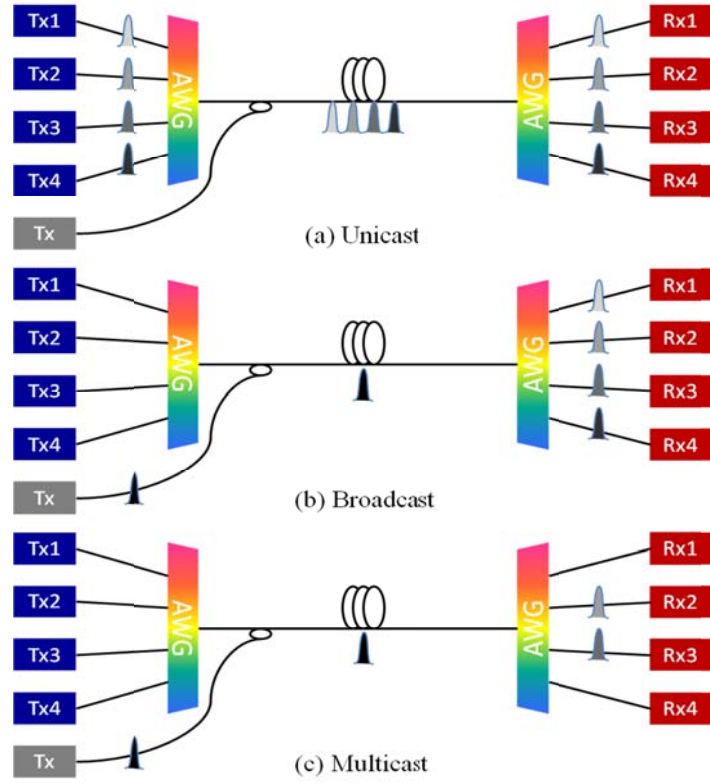 Tx1
Rx1
Tx2
Rx2
AWG
AWG
Tx3
Rx3
Tx4
Rx4
Tx
(a) Unicast
Tx1
Rx1
Tx2
Rx2
AWG
AWG
Tx3
Rx3
Tx4
Rx4
Tx
(b) Broadcast
Tx1
Rx1
Tx2
Rx2
AWG
AWG
Tx3
Rx3
Tx4
Rx4
Tx
(c) Multicast